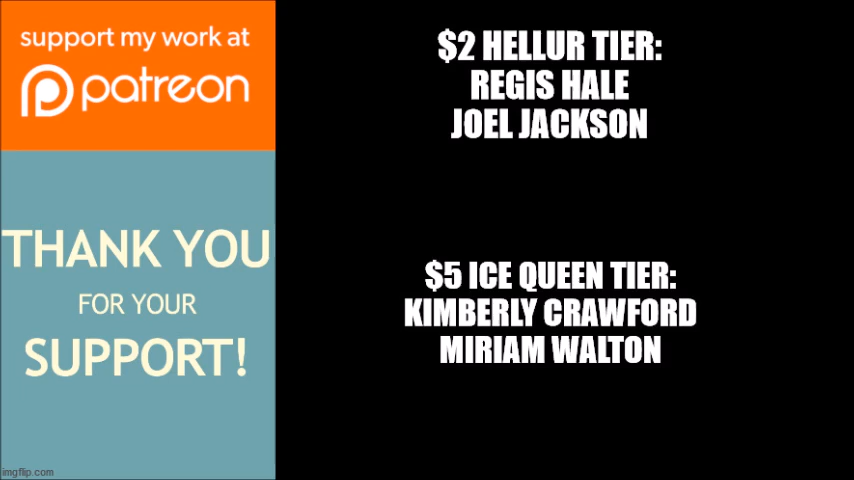 support my work at
patreon
THANK YOU
FOR YOUR
SUPPORT!
$2 HELLUR TIER:
REGIS HALE
JOEL JACKSON
$5 ICE QUEEN TIER:
KIMBERLY CRAWFORD
MIRIAM WALTON
imgflip.com